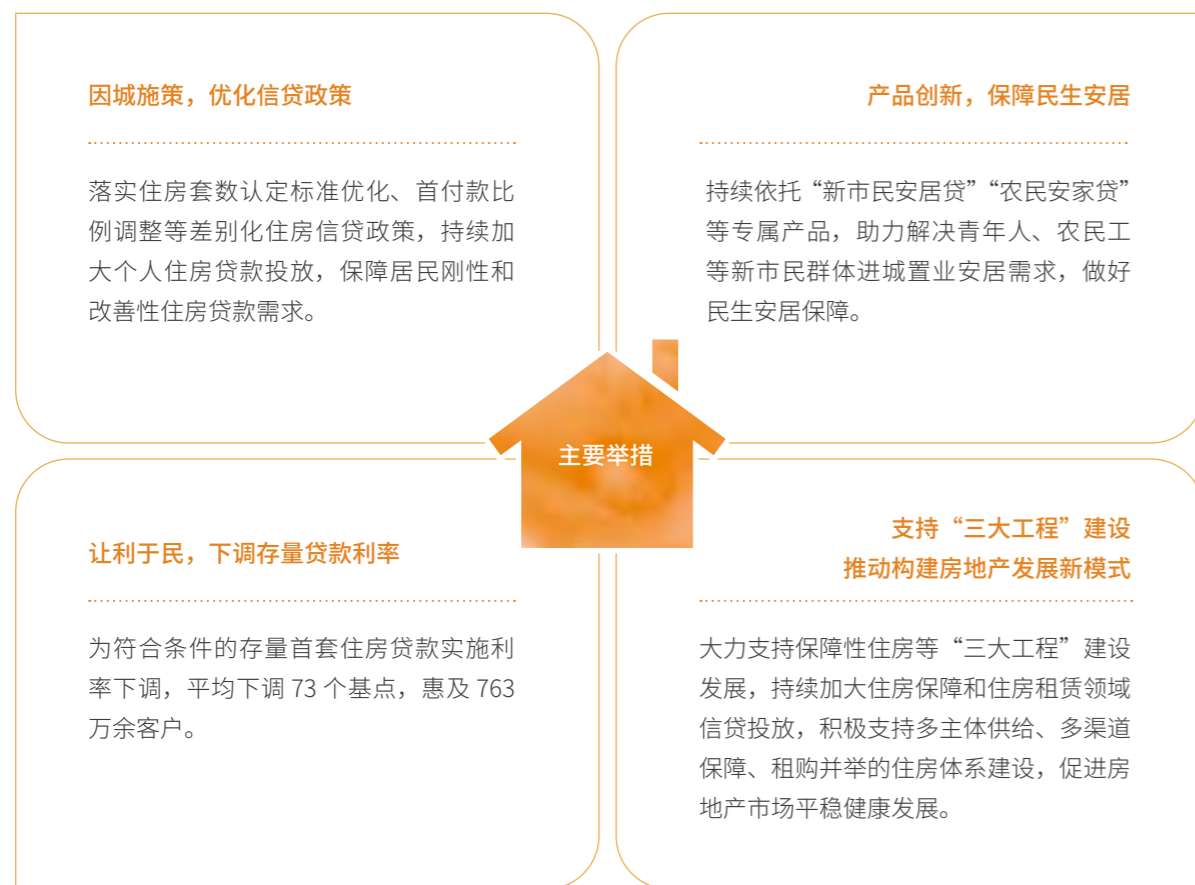 因城施策，优化信贷政策
落实住房套数认定标准优化、首付款比
例调整等差别化住房信贷政策，持续加
大个人住房贷款投放，保障居民刚性和
改善性住房贷款需求。
产品创新，保障民生安居
持续依托“新市民安居贷”“农民安家贷”
等专属产品，助力解决青年人、农民工
等新市民群体进城置业安居需求，做好
民生安居保障。
主要举措
让利于民，下调存量贷款利率
为符合条件的存量首套住房贷款实施利
率下调，平均下调 73 个基点，惠及 763
万余客户。
支持“三大工程”建设
推动构建房地产发展新模式
大力支持保障性住房等“三大工程”建设
发展，持续加大住房保障和住房租赁领域
信贷投放，积极支持多主体供给、多渠道
保障、租购并举的住房体系建设，促进房
地产市场平稳健康发展。